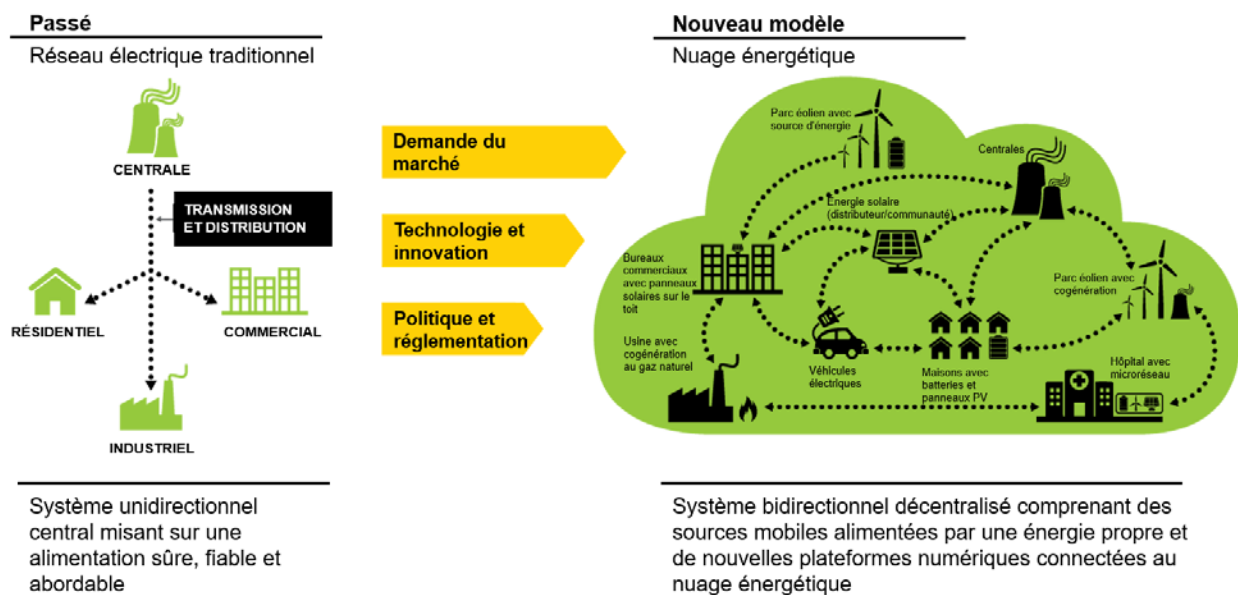 Passé
Réseau électrique traditionnel
CENTRALE
TRANSMISSION
ET DISTRIBUTION
RÉSIDENTIEL
COMMERCIAL
INDUSTRIEL
Système unidirectionnel
central misant sur une
alimentation sûre, fiable et
abordable
Demande du
marché
Technologie et
innovation
Politique et
réglementation
Nouveau modèle
Nuage énergétique
Parc éolien avec
source d'énergie
Centrales
Energie solaire
(distributeur/communauté)
Bureaux
commerciaux
avec panneaux
solaires sur le
toit
Parc éolien avec
cogénération
Usine avec
cogénération
au gaz naturel
Véhicules
électriques
Maisons avec
batteries et
panneaux PV
Hôpital avec
microréseau
Système bidirectionnel décentralisé comprenant des
sources mobiles alimentées par une énergie propre et
de nouvelles plateformes numériques connectées au
nuage énergétique